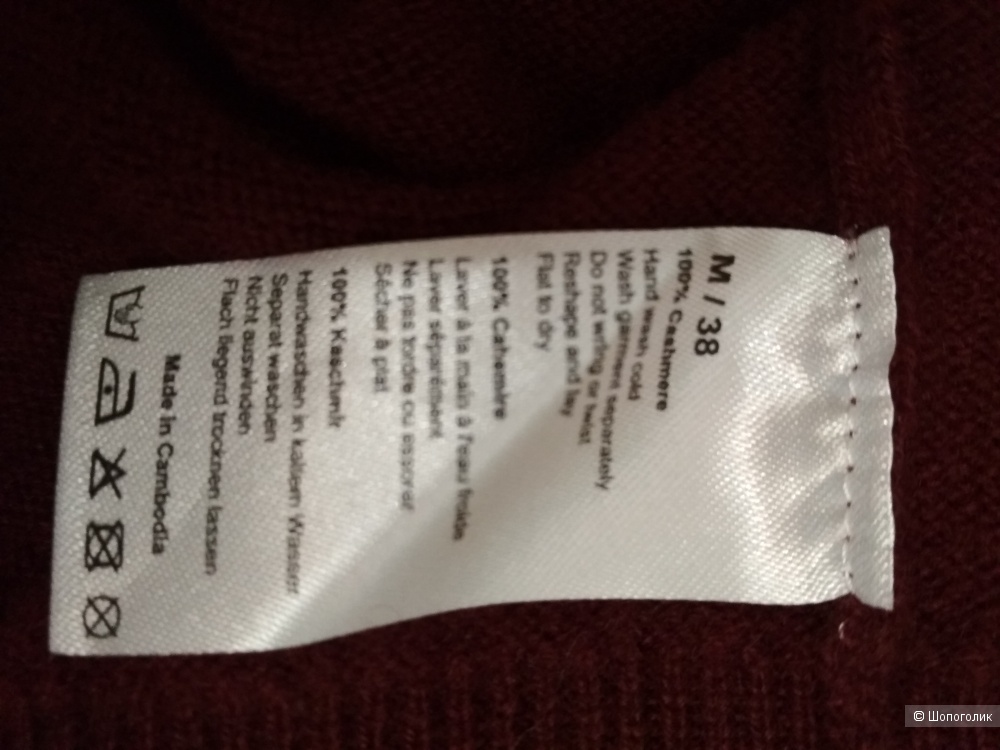 M / 38
100% Cashmere
Hand wash cold
Wash garment separately
Do not wring or twist
Reshape and lay
Flat to dry
100% Cahemire
Laver à la main à l'eau froide
Laver séparément
Ne pas tordre ou essorer
Sécher à plat
100% Kaschmir
Handwaschen in kaltem Wasser
Separat waschen
Nicht auswinden
Flach liegend trocknen lassen
Made in Cambodia
© Шопоголик